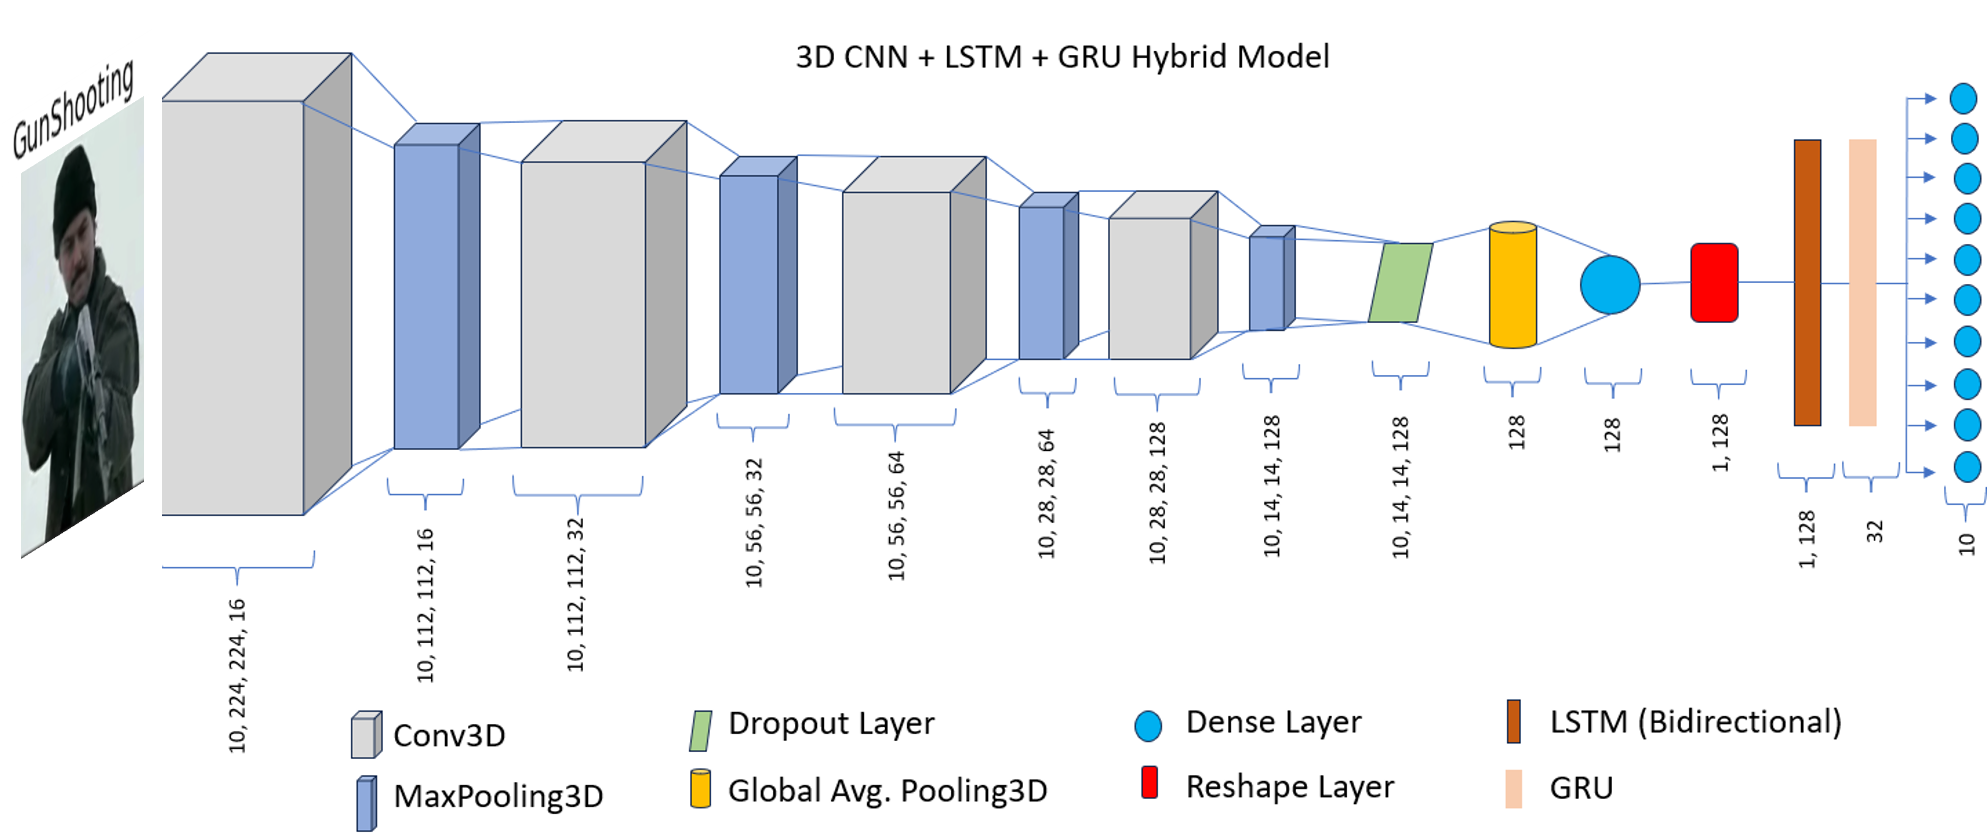 3D CNN + LSTM + GRU Hybrid Model
GunShooting
10, 224, 224, 16
10, 112, 112, 16
10, 112, 112, 32
10, 56, 56, 32
10, 56, 56, 64
10, 28, 28, 64
10, 28, 28, 128
10, 14, 14, 128
10, 14, 14, 128
128
128
1, 128
1, 128
32
10
Conv3D
MaxPooling3D
Dropout Layer
Global Avg. Pooling3D
Dense Layer
Reshape Layer
LSTM (Bidirectional)
GRU